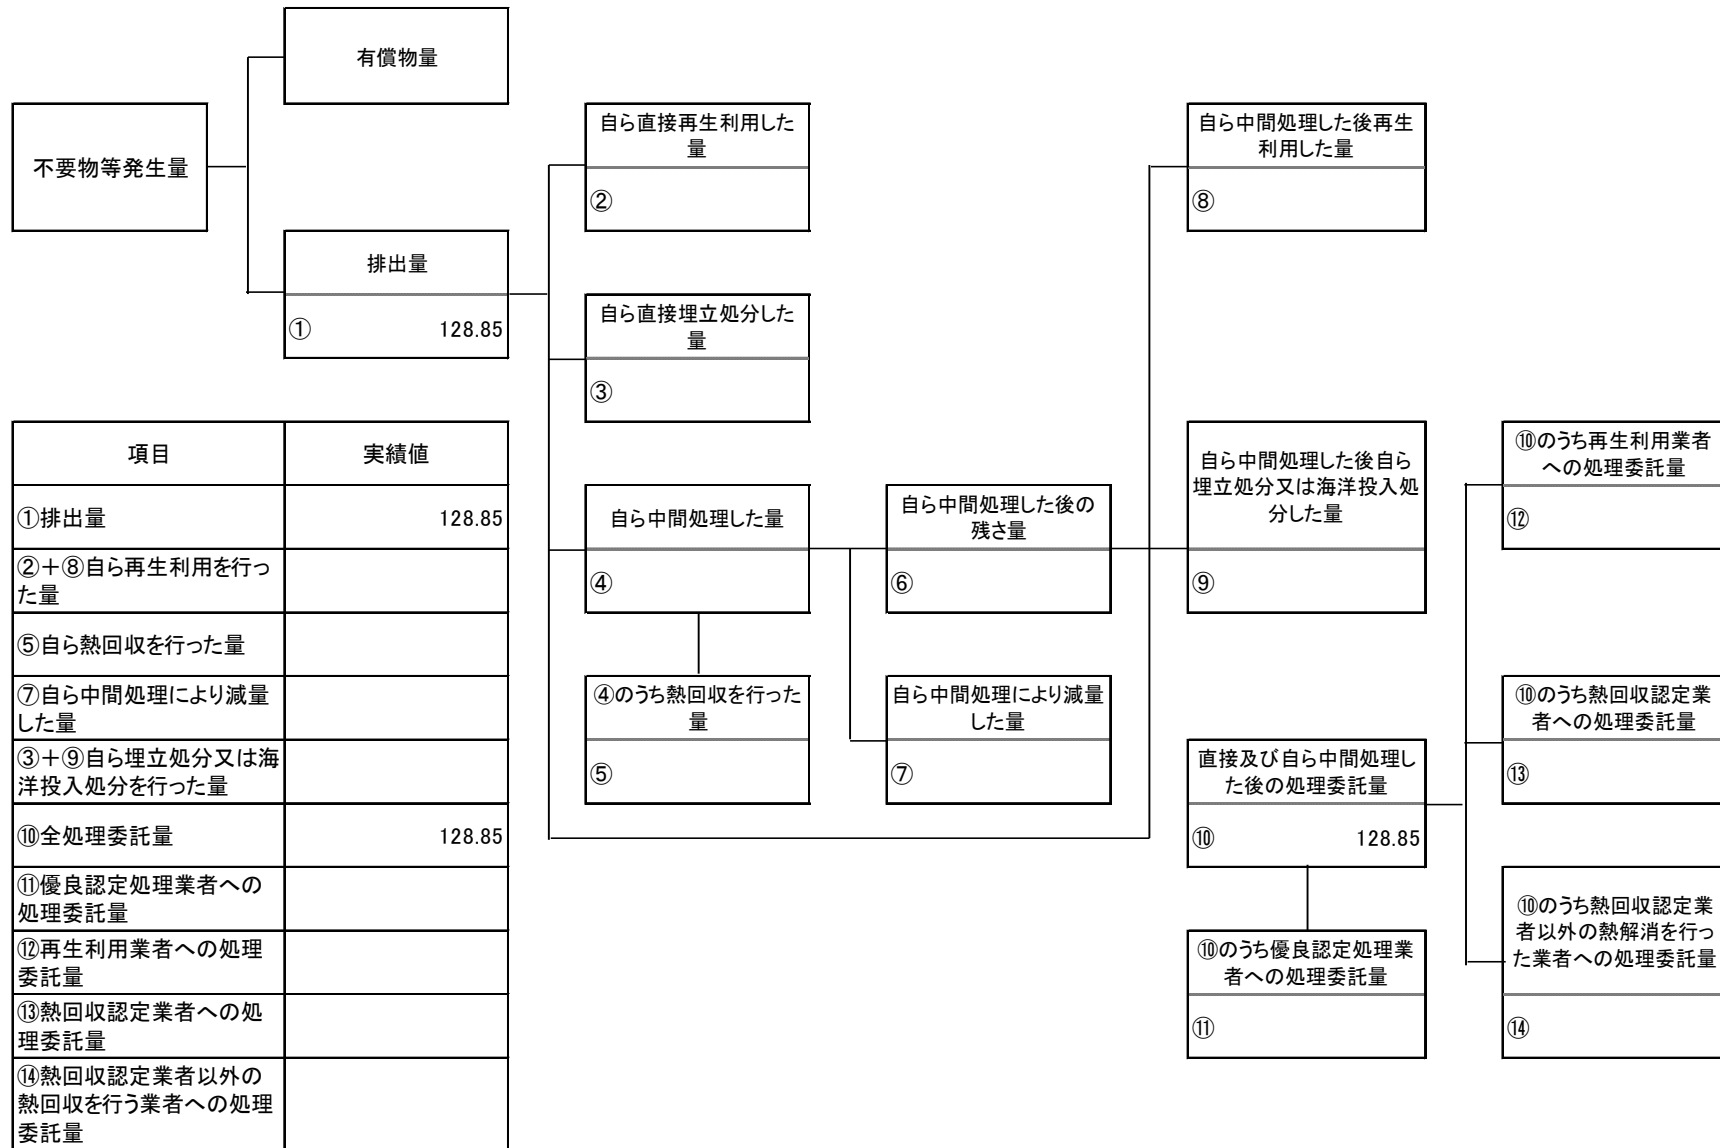 有償物量
不要物等発生量
排出量
① 128.85
自ら直接再生利用した
量
②
自ら直接埋立処分した
量
③
自ら中間処理した量
④
④のうち熱回収を行った
量
⑤
自ら中間処理した後の
残さ量
⑥
自ら中間処理により減量
した量
⑦
自ら中間処理した後再生
利用した量
⑧
自ら中間処理した後自ら
埋立処分又は海洋投入処
分した量
⑨
直接及び自ら中間処理し
た後の処理委託量
⑩ 128.85
⑩のうち優良認定処理業
者への処理委託量
⑪
⑩のうち再生利用業者
への処理委託量
⑫
⑩のうち熱回収認定業
者への処理委託量
⑬
⑩のうち熱回収認定業
者以外の熱解消を行っ
た業者への処理委託量
⑭
項目 実績値
①排出量 128.85
②＋⑧自ら再生利用を行っ
た量
⑤自ら熱回収を行った量
⑦自ら中間処理により減量
した量
③＋⑨自ら埋立処分又は海
洋投入処分を行った量
⑩全処理委託量 128.85
⑪優良認定処理業者への
処理委託量
⑫再生利用業者への処理
委託量
⑬熱回収認定業者への処
理委託量
⑭熱回収認定業者以外の
熱回収を行う業者への処理
委託量